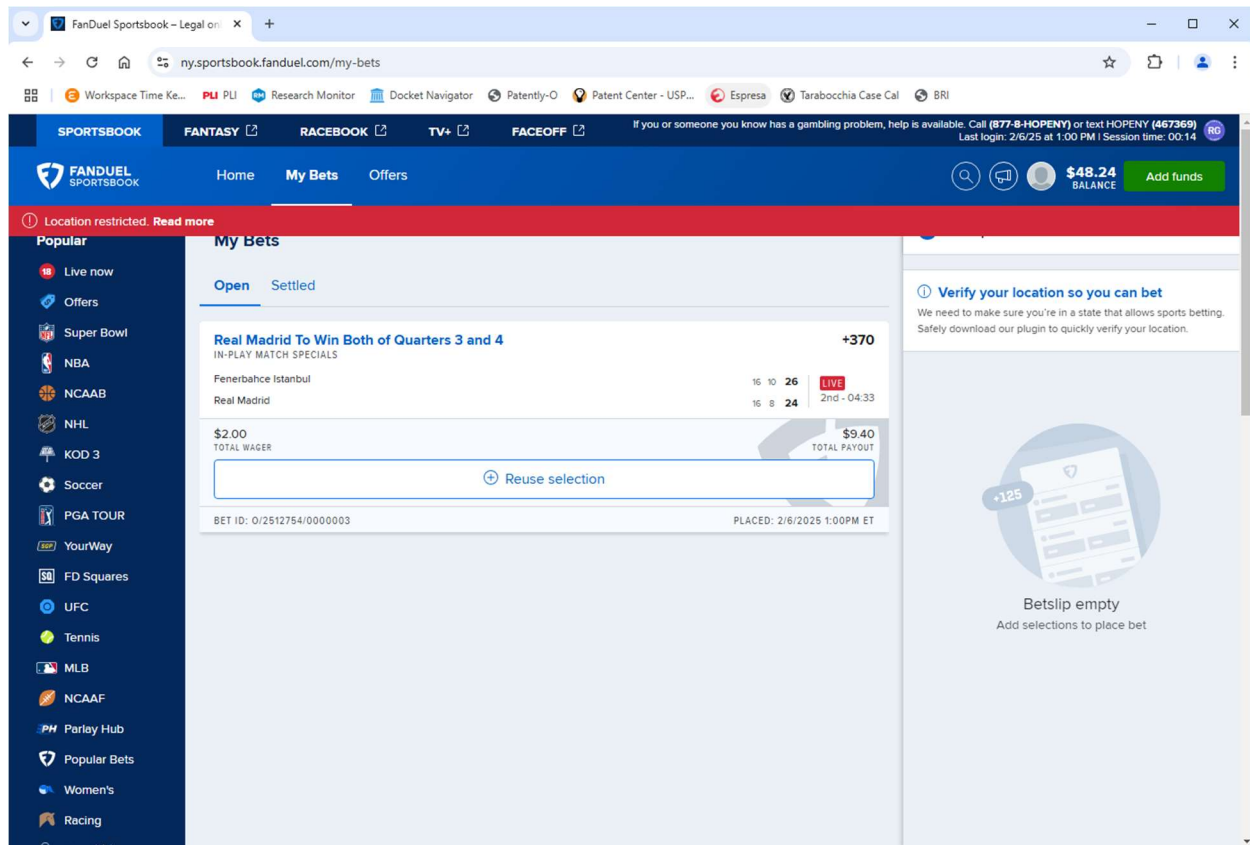 FanDuel Sportsbook – Legal onl
ny.sportsbook.fanduel.com/my-bets
Workspace Time Ke... PLI PLI Research Monitor Docket Navigator Patently-O Patent Center - USP... Espresa Tarabocchia Case Cal BRI
SPORTSBOOK FANTASY RACEBOOK TV+ FACEOFF
If you or someone you know has a gambling problem, help is available. Call (877-8-HOPENY) or text HOPENY (467369)
Last login: 2/6/25 at 1:00 PM | Session time: 00:14
RG
FANDUEL
SPORTSBOOK
Home My Bets Offers
$48.24
BALANCE
Add funds
Location restricted. Read more
Popular
18 Live now
Offers
Super Bowl
NBA
NCAAB
NHL
KOD 3
Soccer
PGA TOUR
SGP YourWay
SQ FD Squares
UFC
Tennis
MLB
NCAAF
PH Parlay Hub
Popular Bets
Women's
Racing
My Bets
Open Settled
Real Madrid To Win Both of Quarters 3 and 4 +370
IN-PLAY MATCH SPECIALS
Fenerbahce Istanbul 16 10 26 LIVE
Real Madrid 16 8 24 2nd - 04:33
$2.00 $9.40
TOTAL WAGER TOTAL PAYOUT
Reuse selection
BET ID: O/2512754/0000003 PLACED: 2/6/2025 1:00PM ET
Verify your location so you can bet
We need to make sure you're in a state that allows sports betting.
Safely download our plugin to quickly verify your location.
+125
Betslip empty
Add selections to place bet